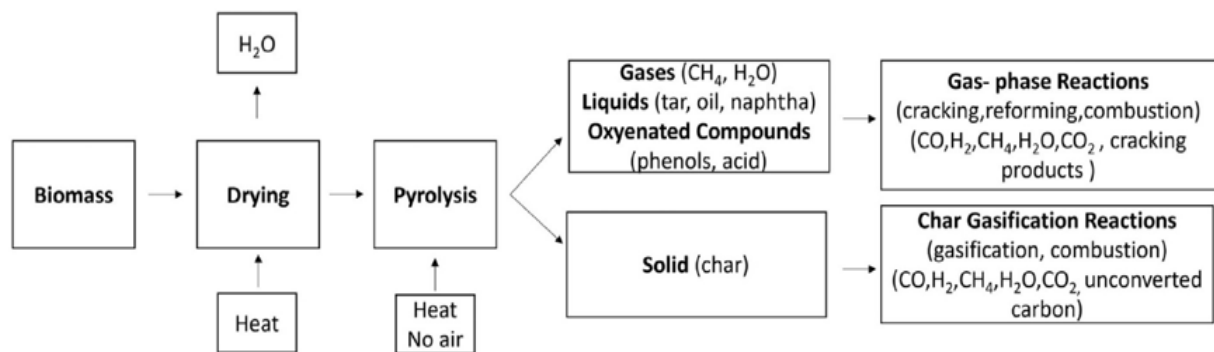 H₂O
Biomass
Drying
Pyrolysis
Heat
Heat
No air
Gases (CH₄, H₂O)
Liquids (tar, oil, naphtha)
Oxyenated Compounds
(phenols, acid)
Solid (char)
Gas- phase Reactions
(cracking,reforming,combustion)
(CO,H₂,CH₄,H₂O,CO₂ , cracking
products )
Char Gasification Reactions
(gasification, combustion)
(CO,H₂,CH₄,H₂O,CO₂, unconverted
carbon)